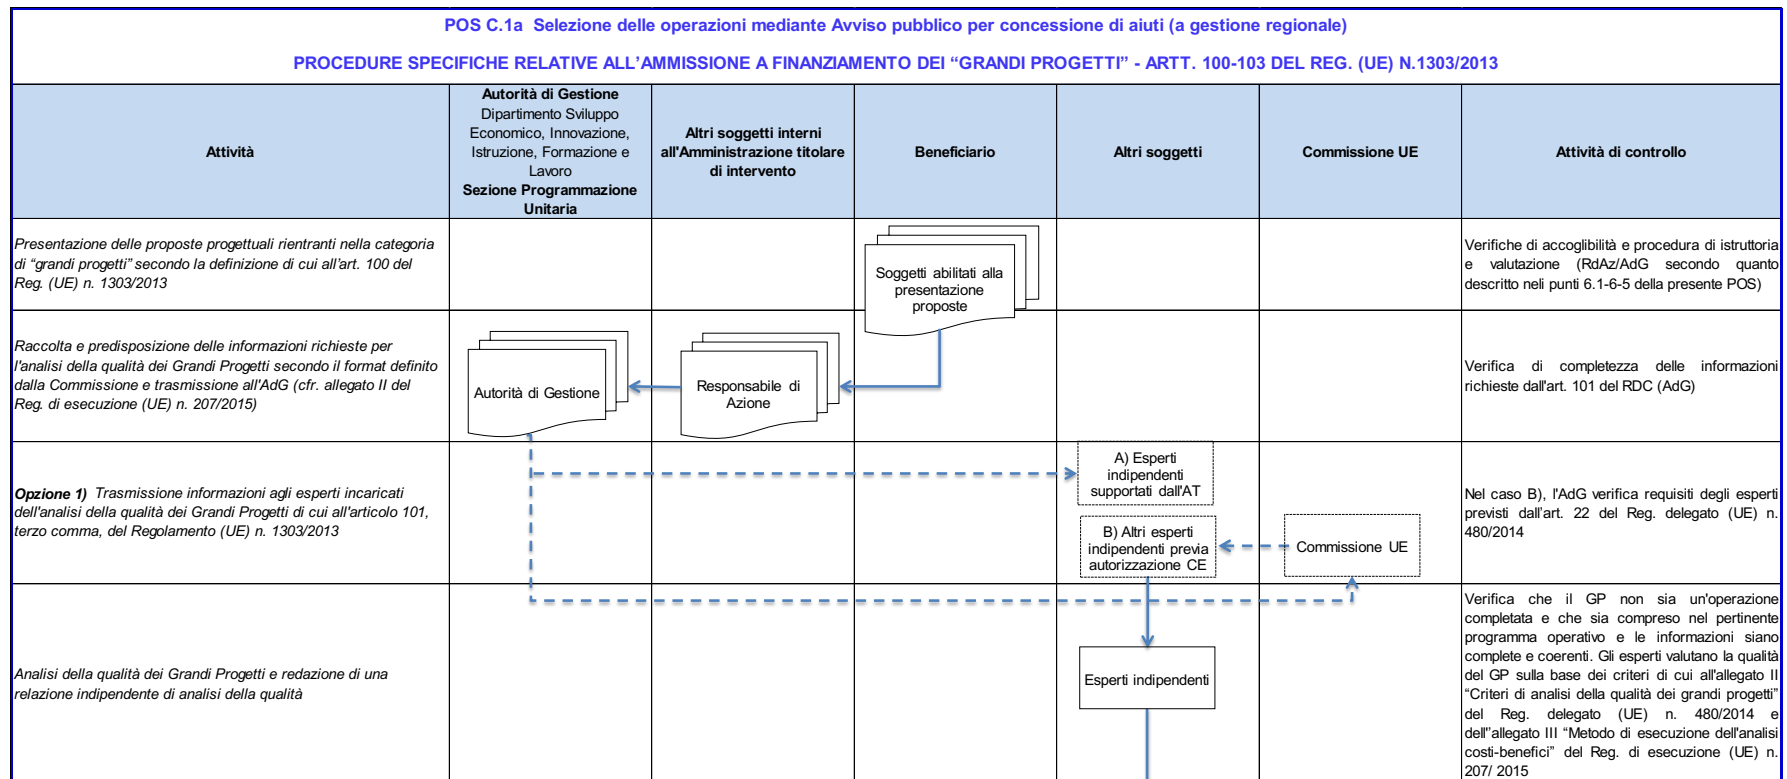 POS C.1a  Selezione delle operazioni mediante Avviso pubblico per concessione di aiuti (a gestione regionale)
PROCEDURE SPECIFICHE RELATIVE ALL'AMMISSIONE A FINANZIAMENTO DEI “GRANDI PROGETTI” - ARTT. 100-103 DEL REG. (UE) N.1303/2013
Attività
Autorità di Gestione
Dipartimento Sviluppo
Economico, Innovazione,
Istruzione, Formazione e
Lavoro
Sezione Programmazione
Unitaria
Altri soggetti interni
all'Amministrazione titolare
di intervento
Beneficiario
Altri soggetti
Commissione UE
Attività di controllo
Presentazione delle proposte progettuali rientranti nella categoria
di “grandi progetti” secondo la definizione di cui all’art. 100 del
Reg. (UE) n. 1303/2013
Soggetti abilitati alla
presentazione
proposte
Verifiche di accoglibilità e procedura di istruttoria
e valutazione (RdAz/AdG secondo quanto
descritto neli punti 6.1-6-5 della presente POS)
Raccolta e predisposizione delle informazioni richieste per
l'analisi della qualità dei Grandi Progetti secondo il format definito
dalla Commissione e trasmissione all'AdG (cfr. allegato II del
Reg. di esecuzione (UE) n. 207/2015)
Autorità di Gestione
Responsabile di
Azione
Verifica di completezza delle informazioni
richieste dall'art. 101 del RDC (AdG)
Opzione 1)  Trasmissione informazioni agli esperti incaricati
dell'analisi della qualità dei Grandi Progetti di cui all'articolo 101,
terzo comma, del Regolamento (UE) n. 1303/2013
A) Esperti
indipendenti
supportati dall'AT
B) Altri esperti
indipendenti previa
autorizzazione CE
Commissione UE
Nel caso B), l'AdG verifica requisiti degli esperti
previsti dall’art. 22 del Reg. delegato (UE) n.
480/2014
Analisi della qualità dei Grandi Progetti e redazione di una
relazione indipendente di analisi della qualità
Esperti indipendenti
Verifica che il GP non sia un'operazione
completata e che sia compreso nel pertinente
programma operativo e le informazioni siano
complete e coerenti. Gli esperti valutano la qualità
del GP sulla base dei criteri di cui all'allegato II
“Criteri di analisi della qualità dei grandi progetti”
del Reg. delegato (UE) n. 480/2014 e
dell'’allegato III “Metodo di esecuzione dell'analisi
costi-benefici” del Reg. di esecuzione (UE) n.
207/ 2015